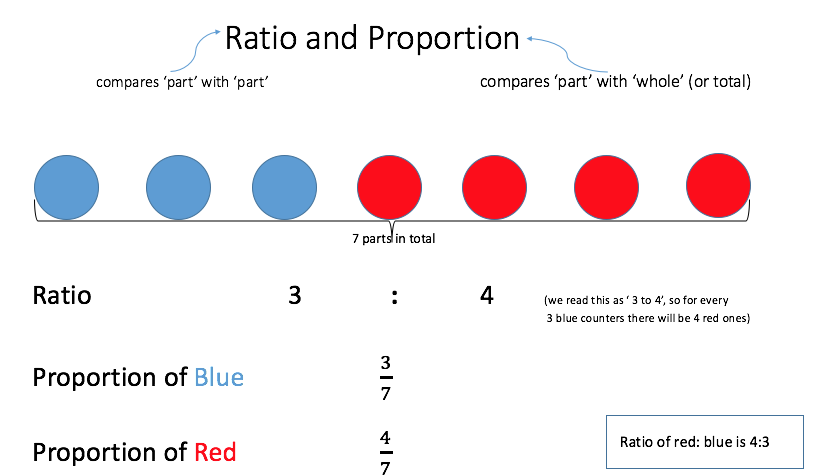 Ratio and Proportion
compares ‘part’ with ‘part’
compares ‘part’ with ‘whole’ (or total)
7 parts in total
Ratio 3 : 4
(we read this as ‘ 3 to 4’, so for every
3 blue counters there will be 4 red ones)
Proportion of Blue 3/7
Proportion of Red 4/7
Ratio of red: blue is 4:3